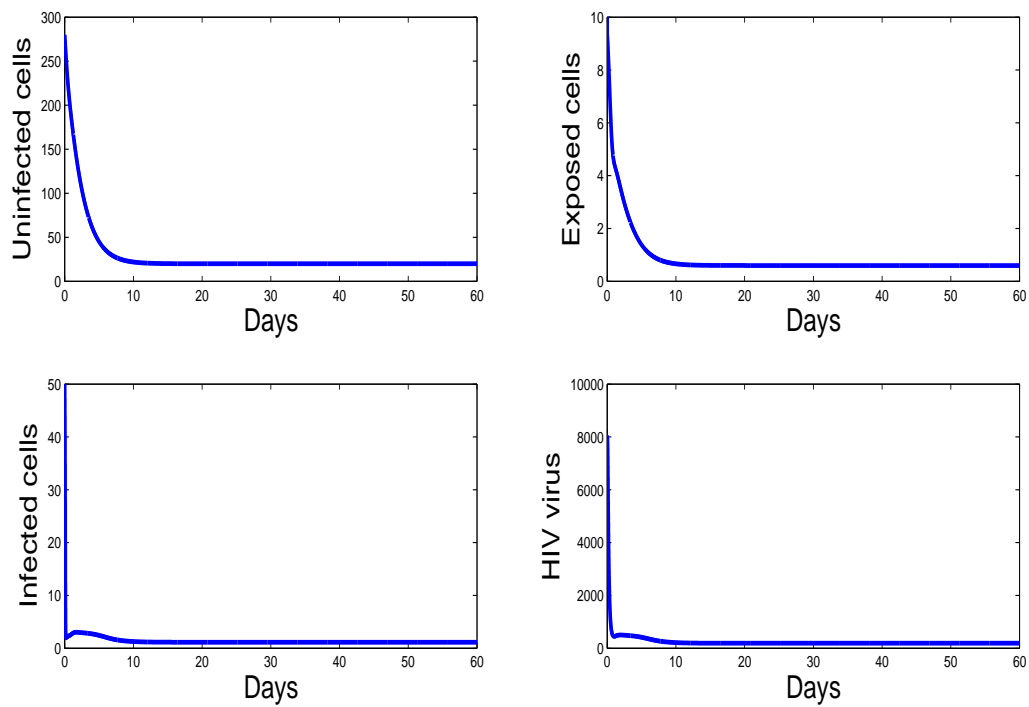 300
250
200
150
100
50
0
Uninfected cells
0 10 20 30 40 50 60
Days
10
8
6
4
2
0
Exposed cells
0 10 20 30 40 50 60
Days
50
40
30
20
10
0
Infected cells
0 10 20 30 40 50 60
Days
10000
8000
6000
4000
2000
0
HIV virus
0 10 20 30 40 50 60
Days